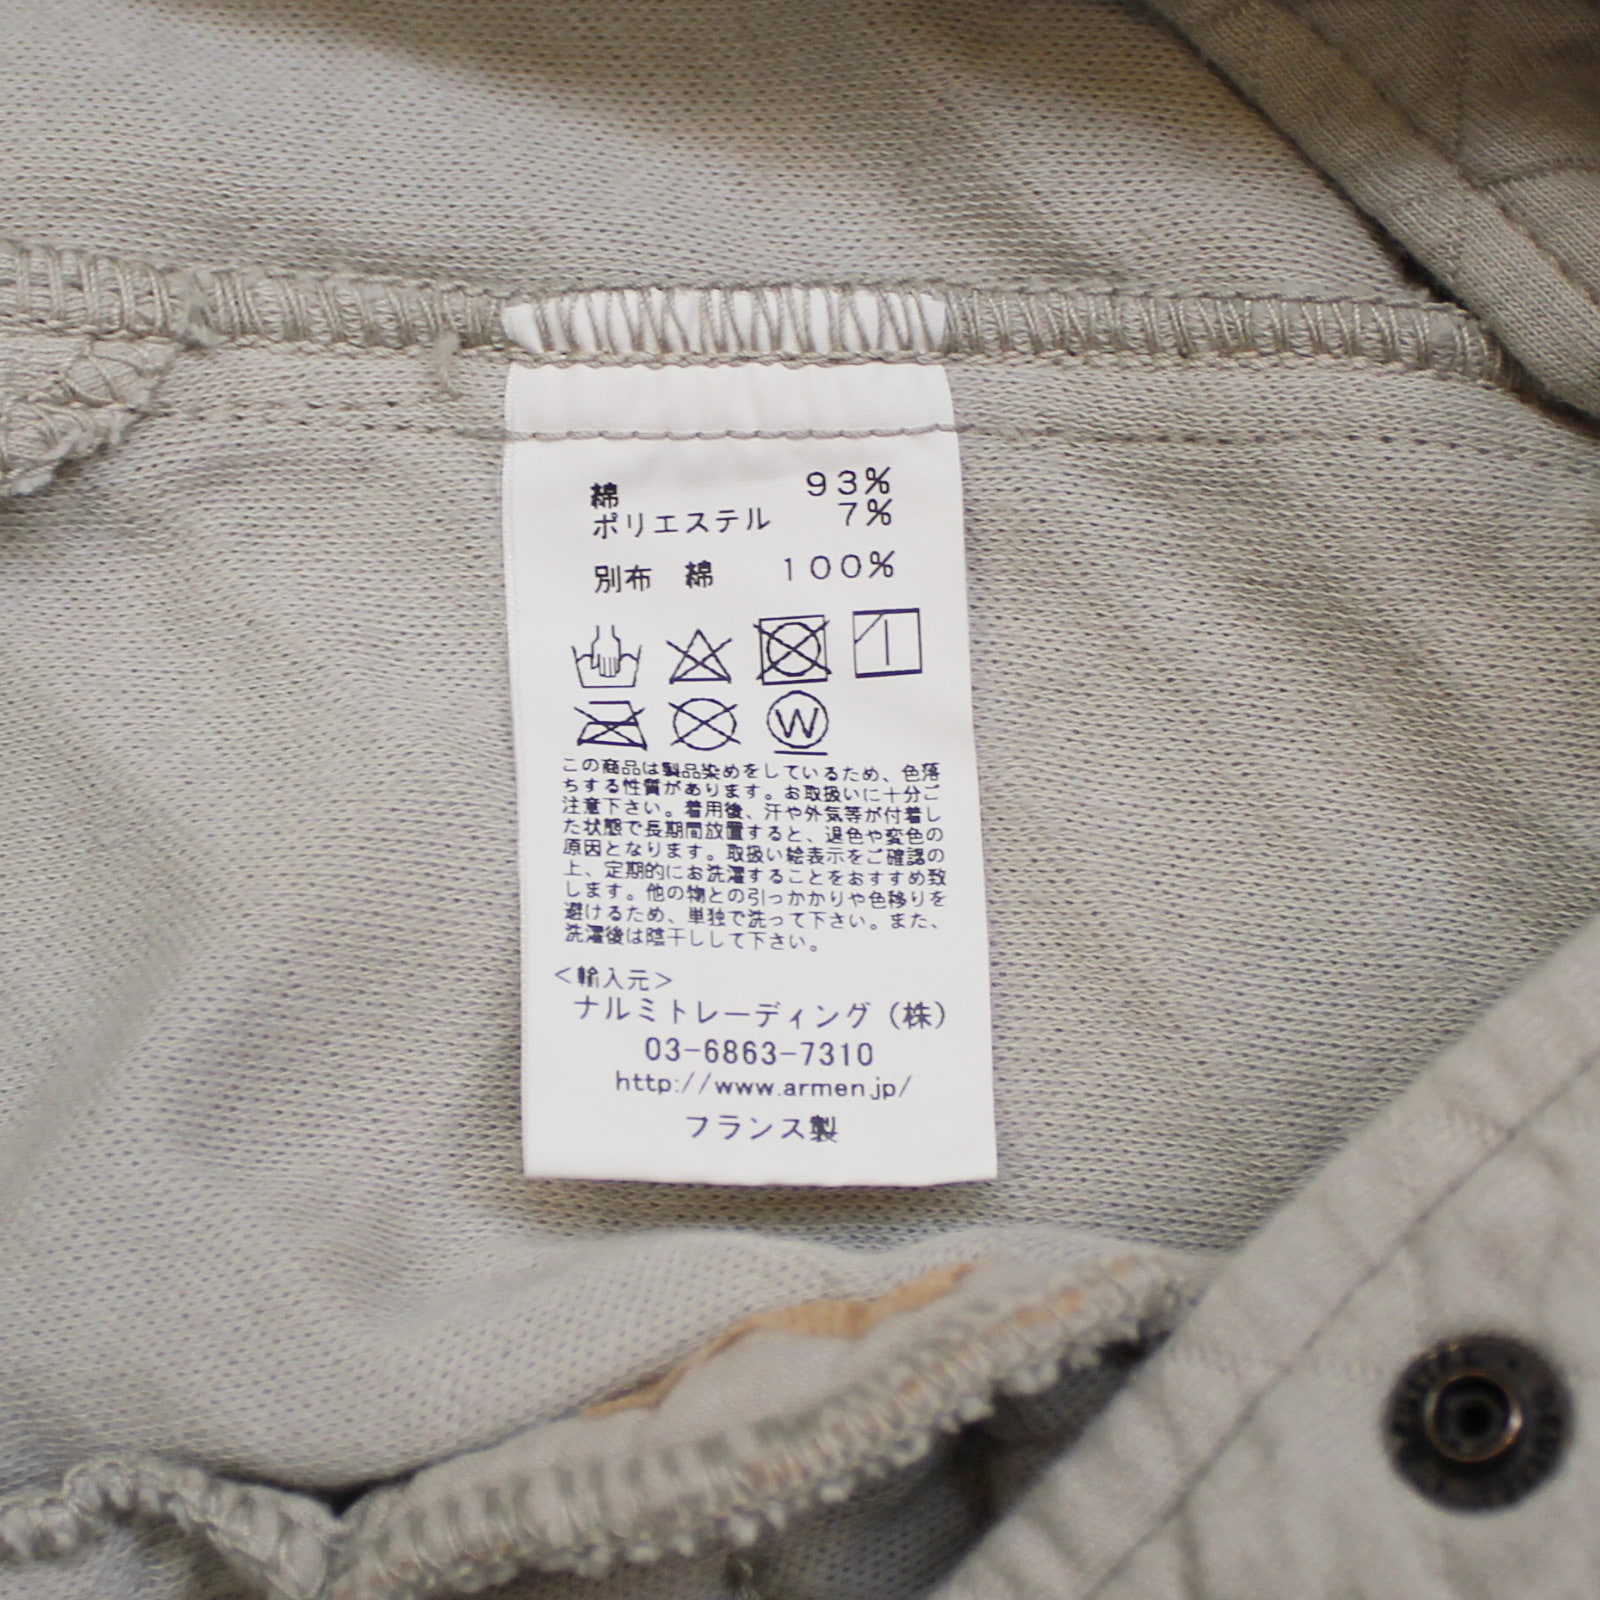 綿 93%
ポリエステル 7%
別布 綿 100%
W
この商品は製品染めをしているため、色落
ちする性質があります。お取扱いに十分ご
注意下さい。着用後、汗や外気等が付着し
た状態で長期間放置すると、退色や変色の
原因となります。取扱い絵表示をご確認の
上、定期的にお洗濯することをおすすめ致
します。他の物との引っかかりや色移りを
避けるため、単独で洗って下さい。また、
洗濯後は陰干しして下さい。
<輸入元>
ナルミトレーディング(株)
03-6863-7310
http://www.armen.jp/
フランス製